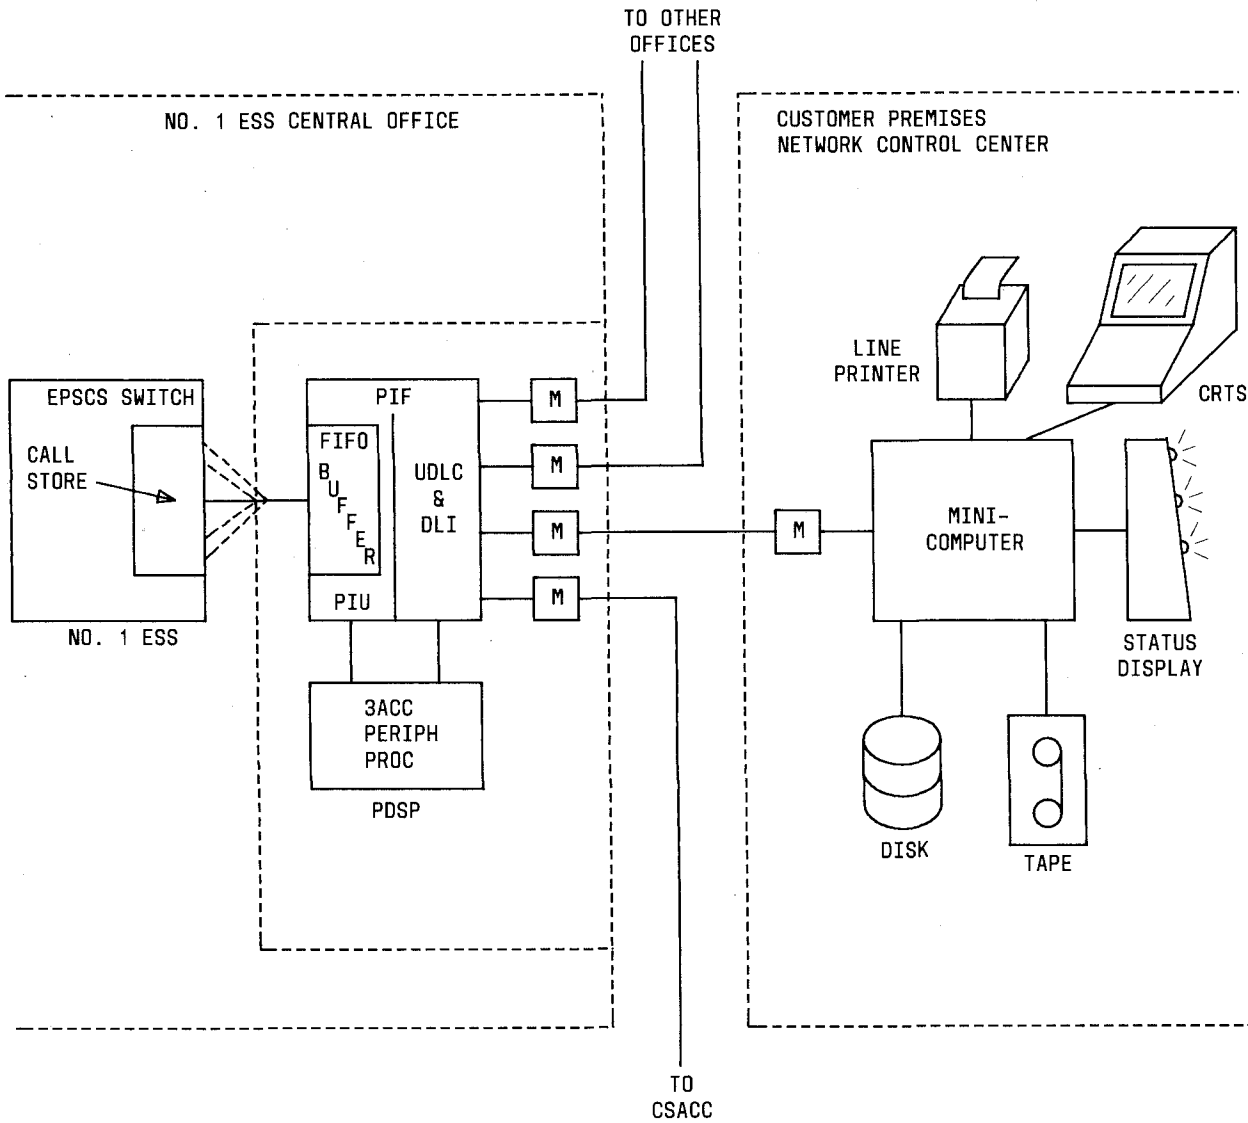 TO OTHER
OFFICES
NO. 1 ESS CENTRAL OFFICE
CUSTOMER PREMISES
NETWORK CONTROL CENTER
LINE
PRINTER
CRTS
EPSCS SWITCH
CALL
STORE
NO. 1 ESS
PIF
FIFO
BUFFER
PIU
UDLC
&
DLI
M
M
M
M
M
MINI-
COMPUTER
STATUS
DISPLAY
3ACC
PERIPH
PROC
PDSP
DISK
TAPE
TO
CSACC